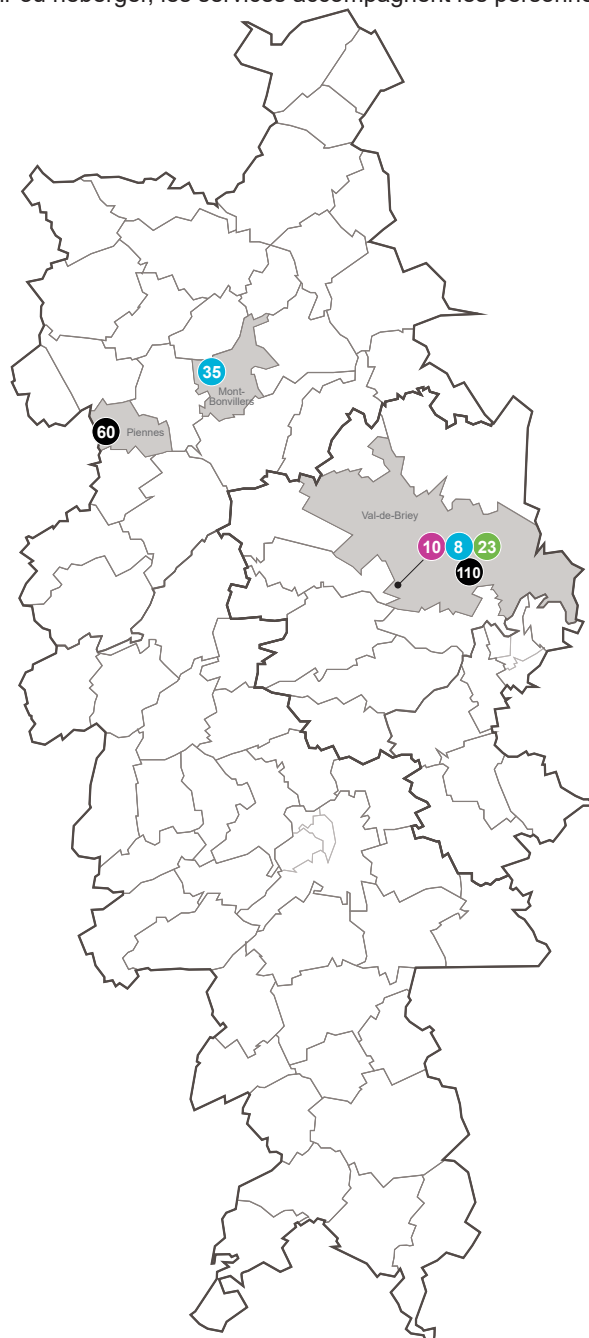 ou héberger, les services accompagnent les personne
35
Mont-
Bonvillers
60 Piennes
Val-de-Briey
10 8 23
110